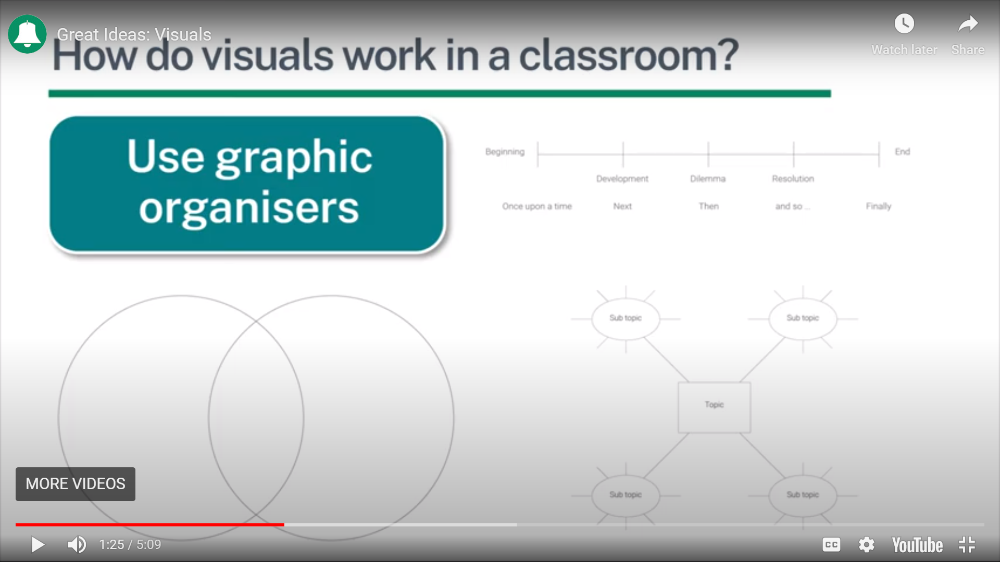 Great Ideas: Visuals
Watch later
Share
How do visuals work in a classroom?
Use graphic
organisers
Beginning
End
Development
Dilemma
Resolution
Once upon a time
Next
Then
and so ...
Finally
Sub topic
Sub topic
Topic
Sub topic
Sub topic
MORE VIDEOS
1:25 / 5:09
CC
YouTube